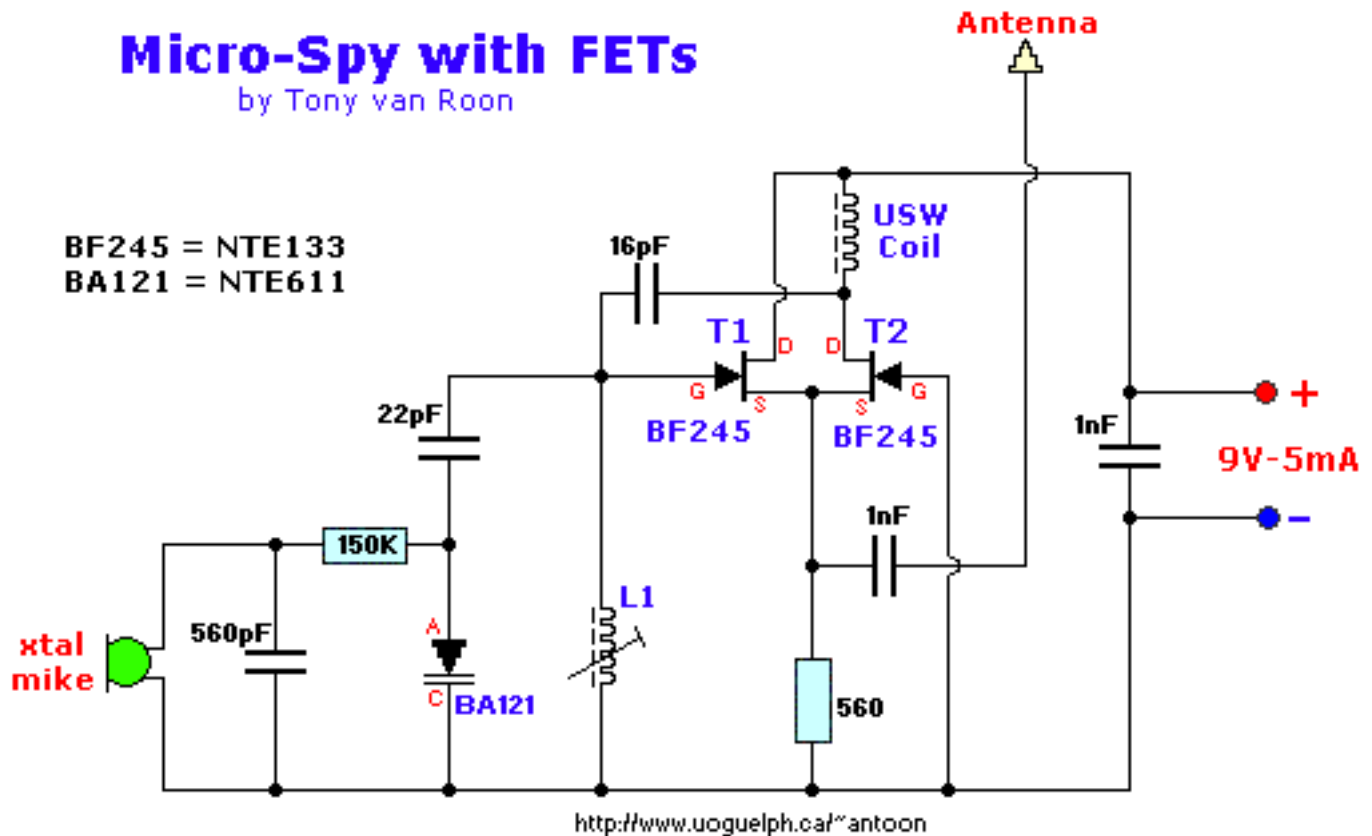 Micro-Spy with FETs
by Tony van Roon
Antenna
BF245 = NTE133
BA121 = NTE611
USW
Coil
16pF
T1
T2
D
D
G
G
S
S
BF245
BF245
22pF
1nF
+
9V-5mA
-
1nF
150K
L1
xtal
mike
560pF
A
C
BA121
560
http://www.uoguelph.ca/~antoon